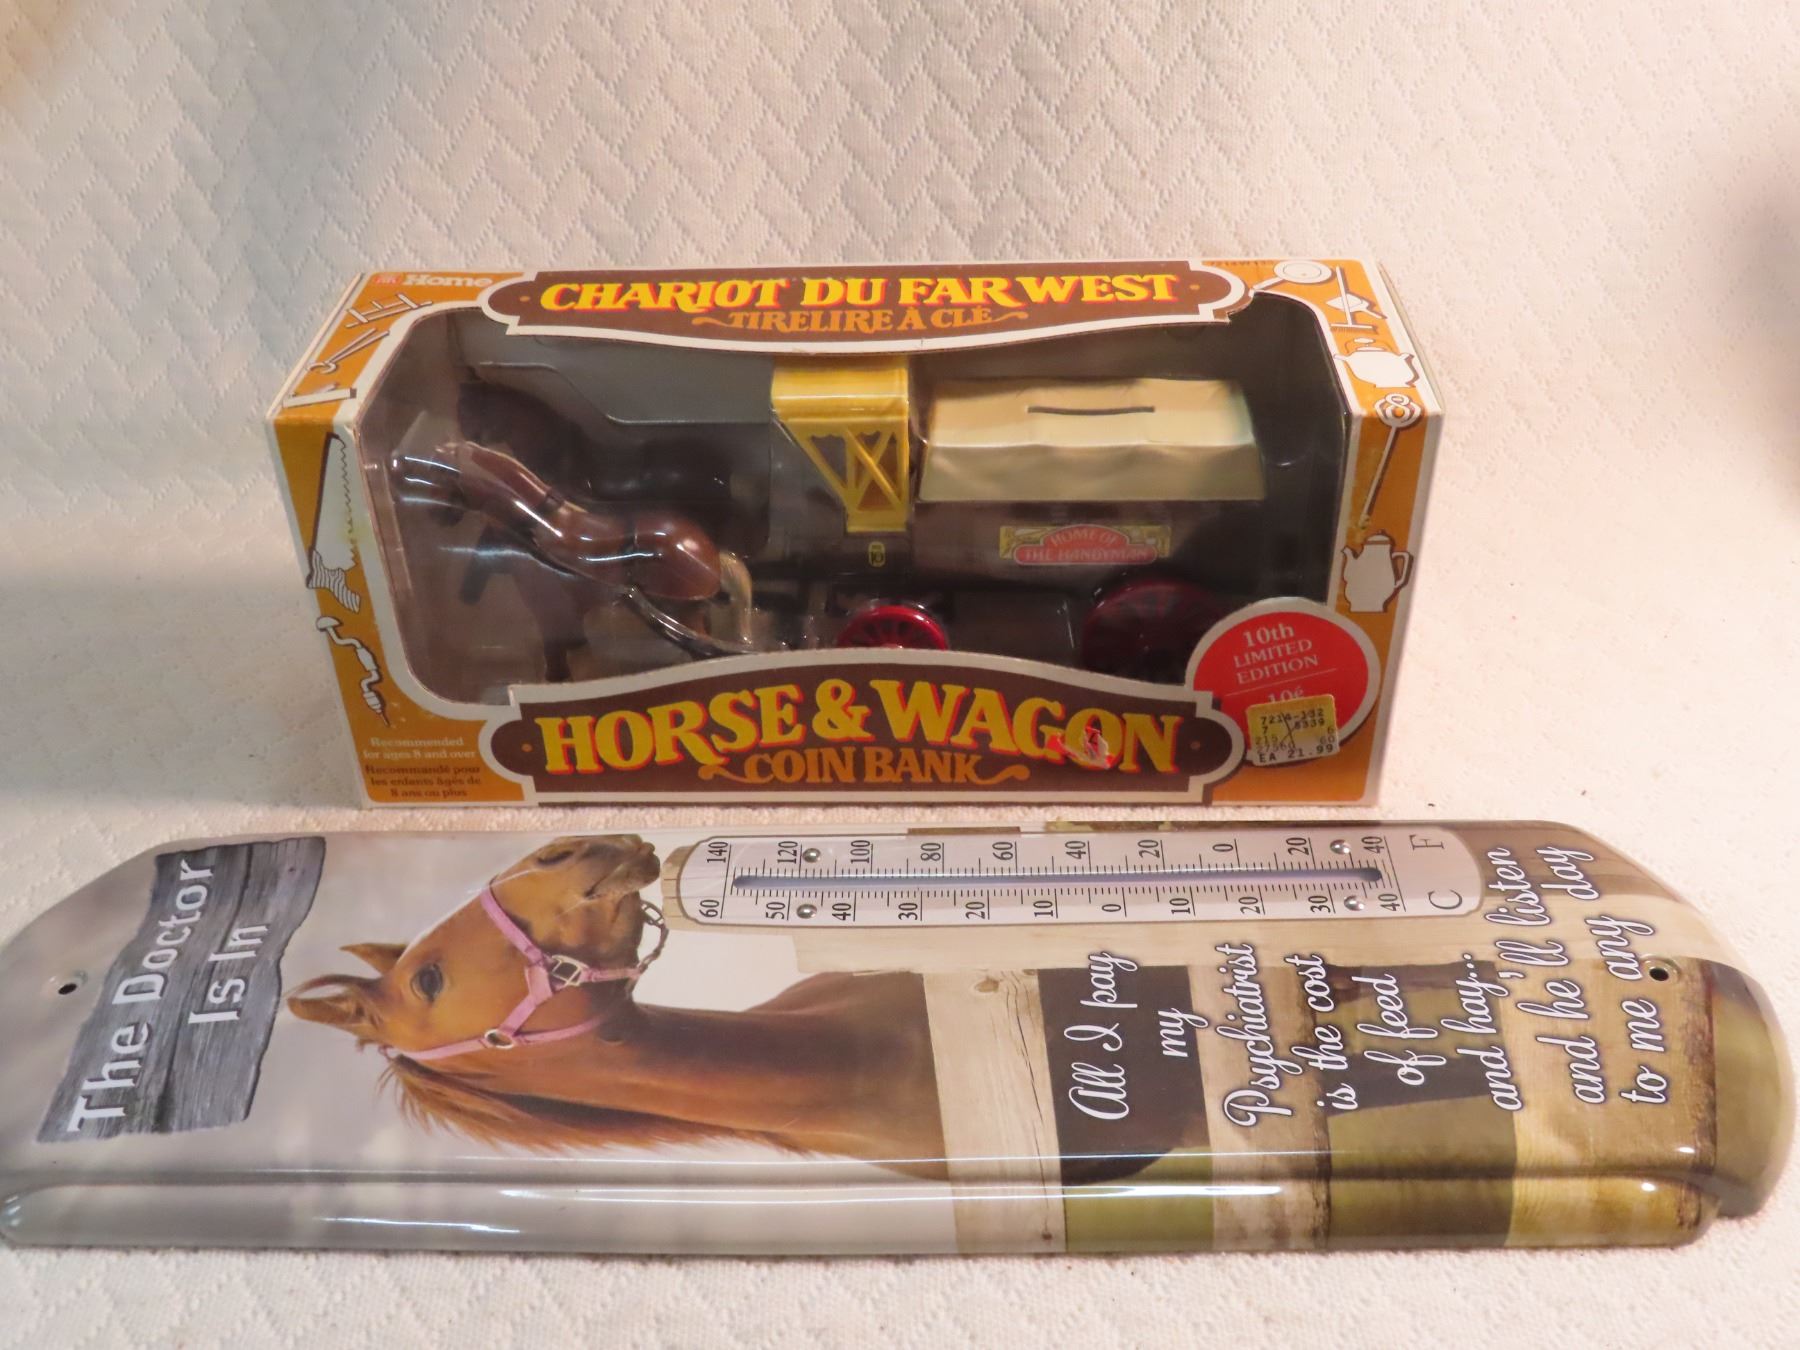 Home
CHARIOT DU FAR WEST
TIRELIRE À CLÉ
HOME OF
THE HANDYMAN
10th
LIMITED
EDITION
10é
7214-132
EA 21.99
HORSE & WAGON
COIN BANK
Recommended
for ages 8 and over
Recommandé pour
les enfants âgés de
8 ans ou plus
The Doctor
Is In
140 120 100 80 60 40 20 0 20 40 F
60 50 40 30 20 10 0 10 20 30 40 C
All I pay
my
Psychiatrist
is the cost
of feed
and hay...
and he'll listen
to me any day